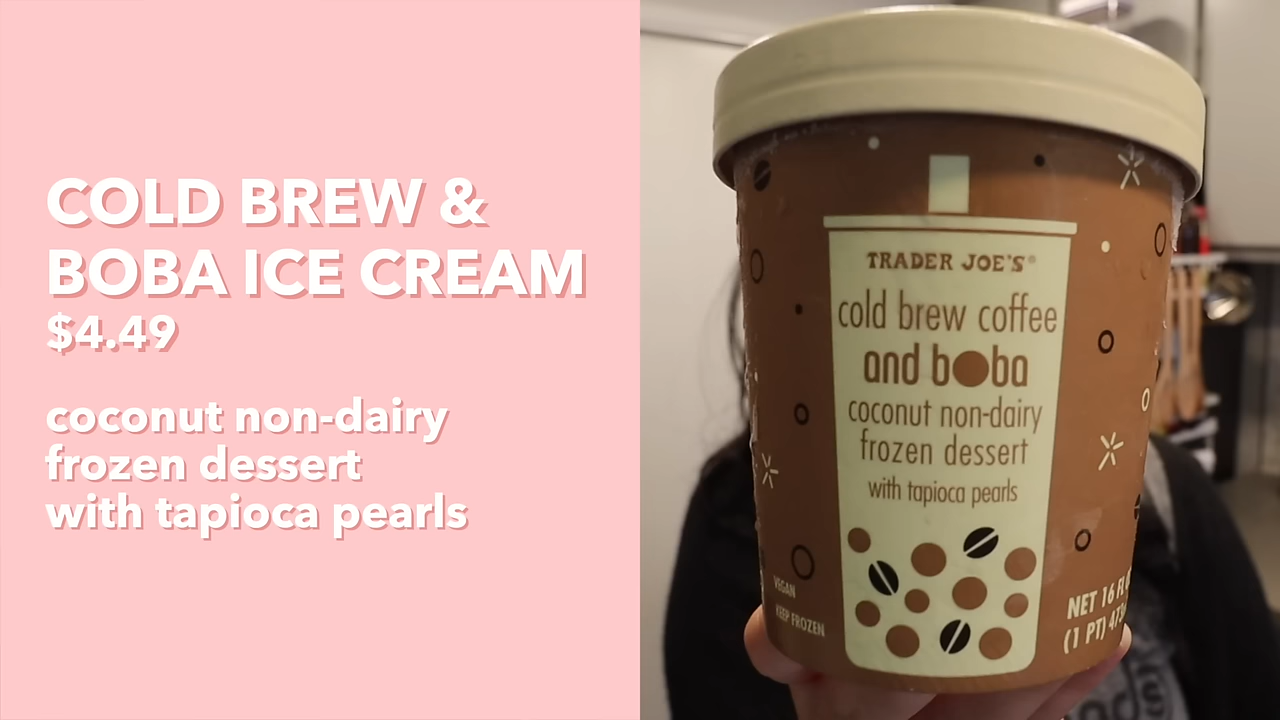 COLD BREW &
BOBA ICE CREAM
$4.49
coconut non-dairy
frozen dessert
with tapioca pearls
TRADER JOE'S®
cold brew coffee
and boba
coconut non-dairy
frozen dessert
with tapioca pearls
VEGAN
KEEP FROZEN
NET 16 FL
(1 PT)